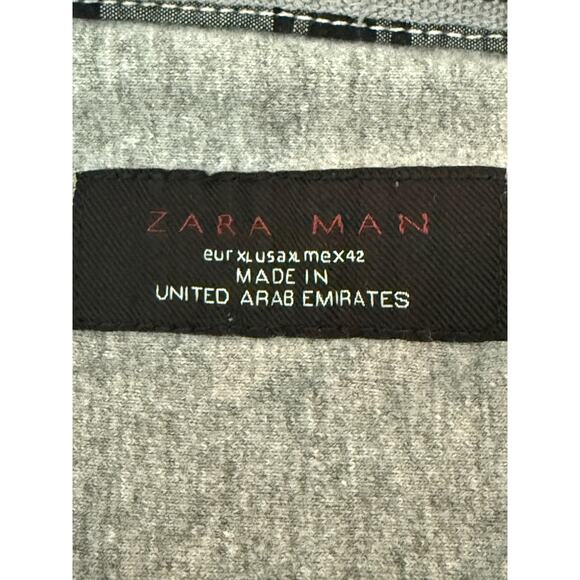 ZARA MAN
eur XL usa XL mex 42
MADE IN
UNITED ARAB EMIRATES